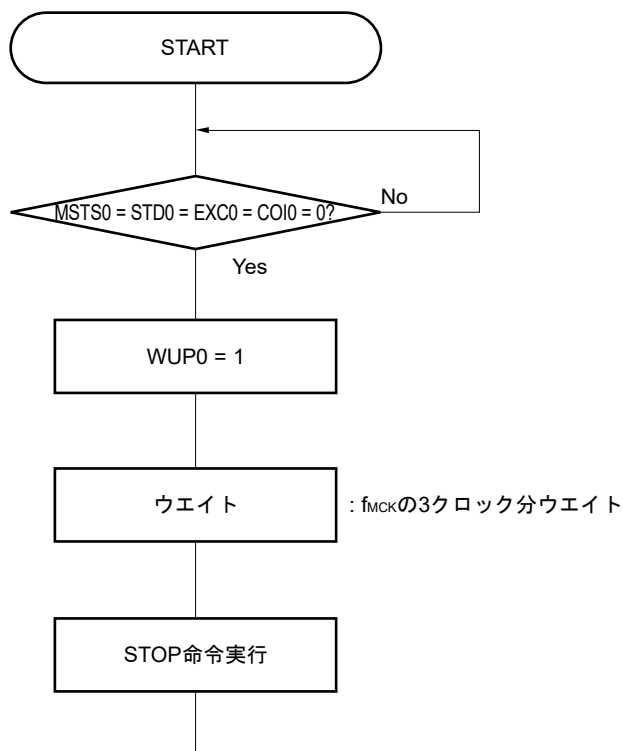 START
MSTS0 = STD0 = EXC0 = COI0 = 0?
No
Yes
WUP0 = 1
ウエイト
: fMCKの3クロック分ウエイト
STOP命令実行